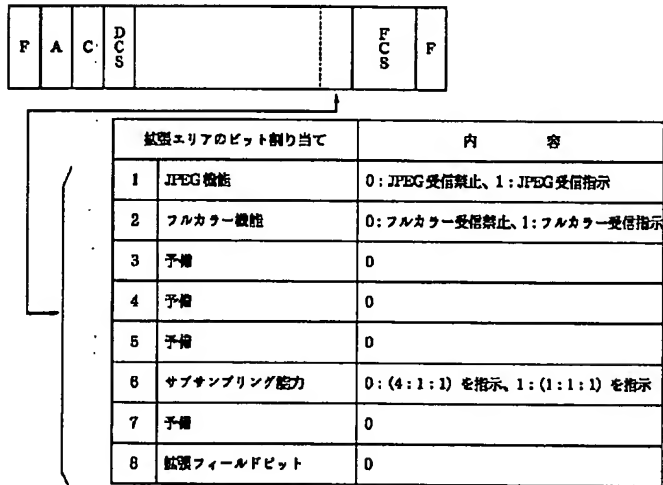 F A C DCS FCS F
拡張エリアのビット割り当て 内 容
1 JPEG機能 0:JPEG受信禁止、1:JPEG受信指示
2 フルカラー機能 0:フルカラー受信禁止、1:フルカラー受信指示
3 予備 0
4 予備 0
5 予備 0
6 サブサンプリング能力 0:(4:1:1)を指示、1:(1:1:1)を指示
7 予備 0
8 拡張フィールドビット 0